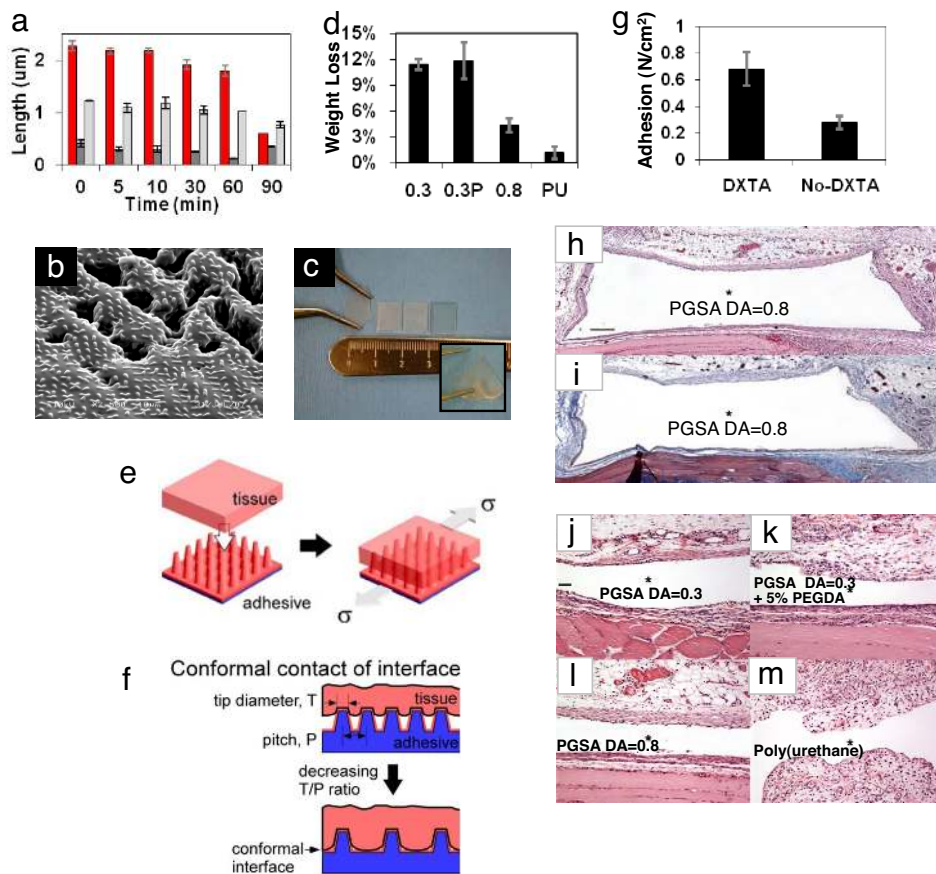 a
Length (um)
2
1
0
0 5 10 30 60 90
Time (min)
d
Weight Loss
15%
12%
9%
6%
3%
0%
0.3 0.3P 0.8 PU
g
Adhesion (N/cm²)
1
0.8
0.6
0.4
0.2
0
DXTA No-DXTA
b
c
1 2 3
h
*
PGSA DA=0.8
i
*
PGSA DA=0.8
e
tissue
adhesive
σ
σ
f
Conformal contact of interface
tip diameter, T
tissue
pitch, P
adhesive
decreasing
T/P ratio
conformal
interface
j
*
PGSA DA=0.3
k
PGSA DA=0.3
+ 5% PEGDA*
l
*
PGSA DA=0.8
m
*
Poly(urethane)